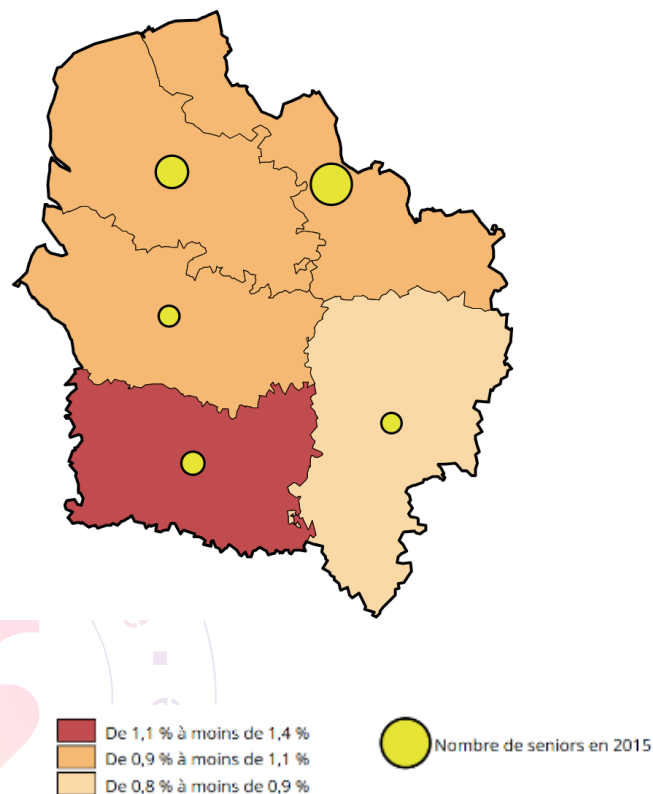 De 1,1 % à moins de 1,4 %
De 0,9 % à moins de 1,1 %
De 0,8 % à moins de 0,9 %
Nombre de seniors en 2015